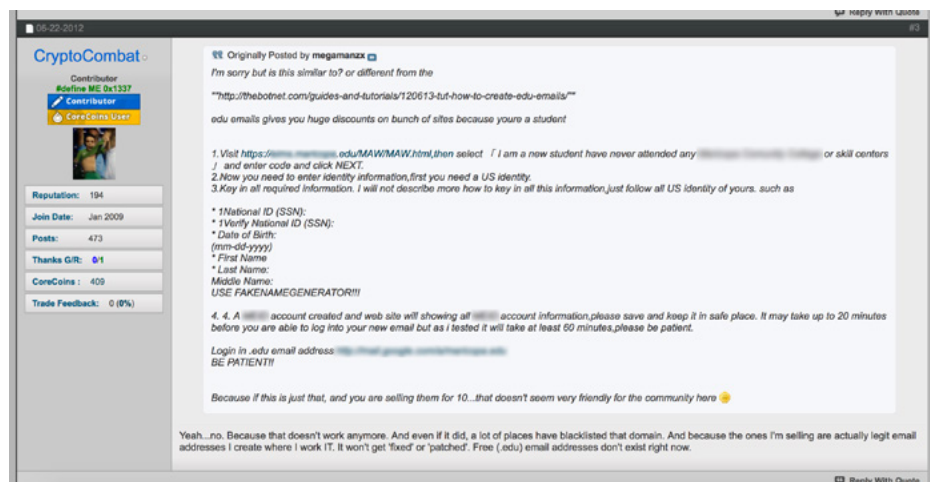 Reply With Quote
05-22-2012
#3
CryptoCombat
Contributor
#define ME 0x1337
Contributor
CoreCoins User
Reputation: 194
Join Date: Jan 2009
Posts: 473
Thanks G/R: 0/1
CoreCoins : 409
Trade Feedback: 0 (0%)
Originally Posted by megamanzx
I'm sorry but is this similar to? or different from the
""http://thebotnet.com/guides-and-tutorials/120613-tut-how-to-create-edu-emails/""
edu emails gives you huge discounts on bunch of sites because youre a student
1.Visit https:// .edu/MAW/MAW.html,then select 「 I am a new student have never attended any or skill centers
」 and enter code and click NEXT.
2.Now you need to enter identity information,first you need a US identity.
3.Key in all required information. I will not describe more how to key in all this information,just follow all US identity of yours. such as
* 1National ID (SSN):
* 1Verify National ID (SSN):
* Date of Birth:
(mm-dd-yyyy)
* First Name
* Last Name:
Middle Name:
USE FAKENAMEGENERATOR!!!
4. 4. A account created and web site will showing all account information,please save and keep it in safe place. It may take up to 20 minutes
before you are able to log into your new email but as i tested it will take at least 60 minutes,please be patient.
Login in .edu email address
BE PATIENT!!
Because if this is just that, and you are selling them for 10...that doesn't seem very friendly for the community here
Yeah...no. Because that doesn't work anymore. And even if it did, a lot of places have blacklisted that domain. And because the ones I'm selling are actually legit email
addresses I create where I work IT. It won't get 'fixed' or 'patched'. Free (.edu) email addresses don't exist right now.
Reply With Quote